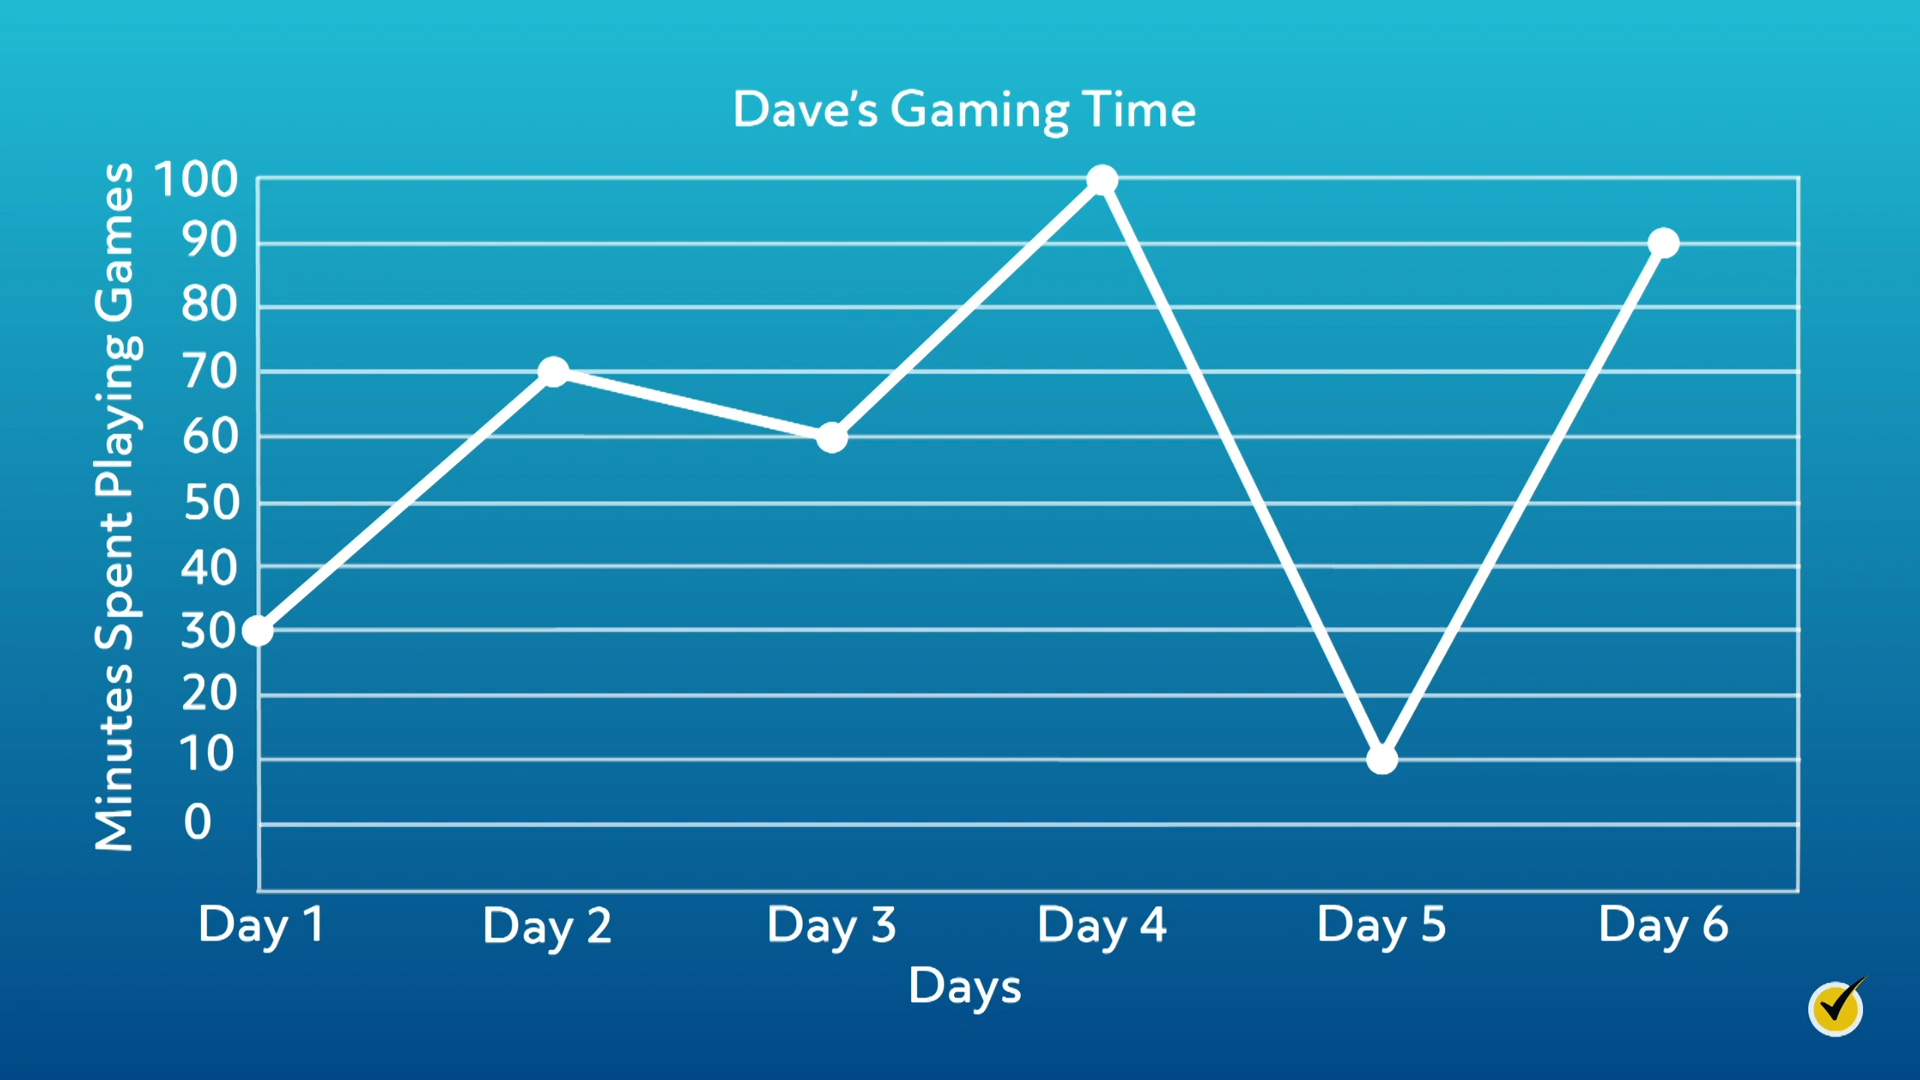 Dave's Gaming Time
Minutes Spent Playing Games
100
90
80
70
60
50
40
30
20
10
0
Day 1 Day 2 Day 3 Day 4 Day 5 Day 6
Days